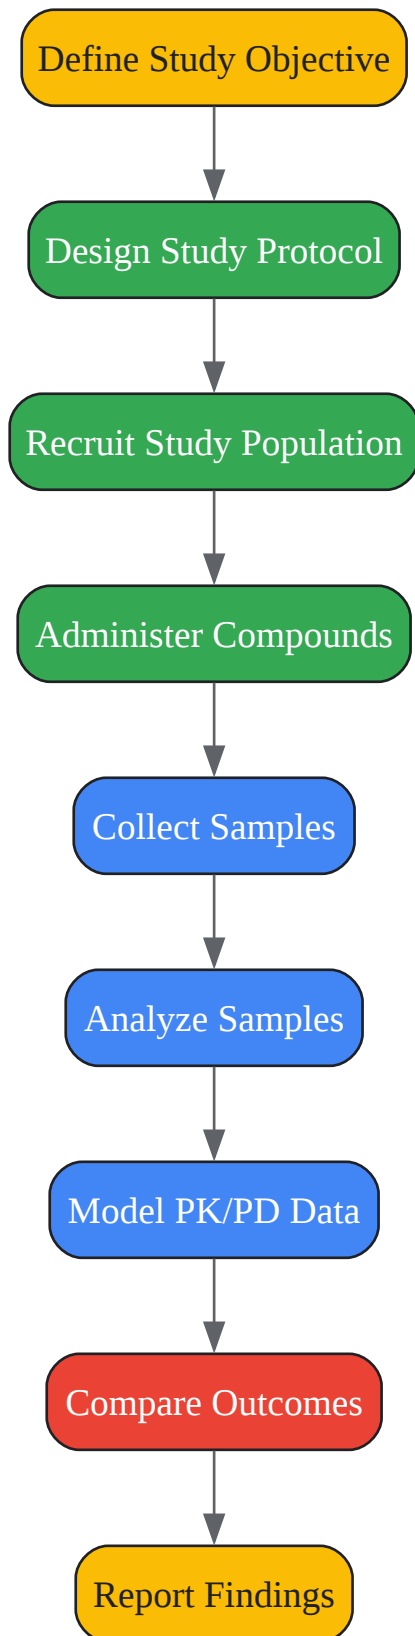 Define Study Objective
Design Study Protocol
Recruit Study Population
Administer Compounds
Collect Samples
Analyze Samples
Model PK/PD Data
Compare Outcomes
Report Findings